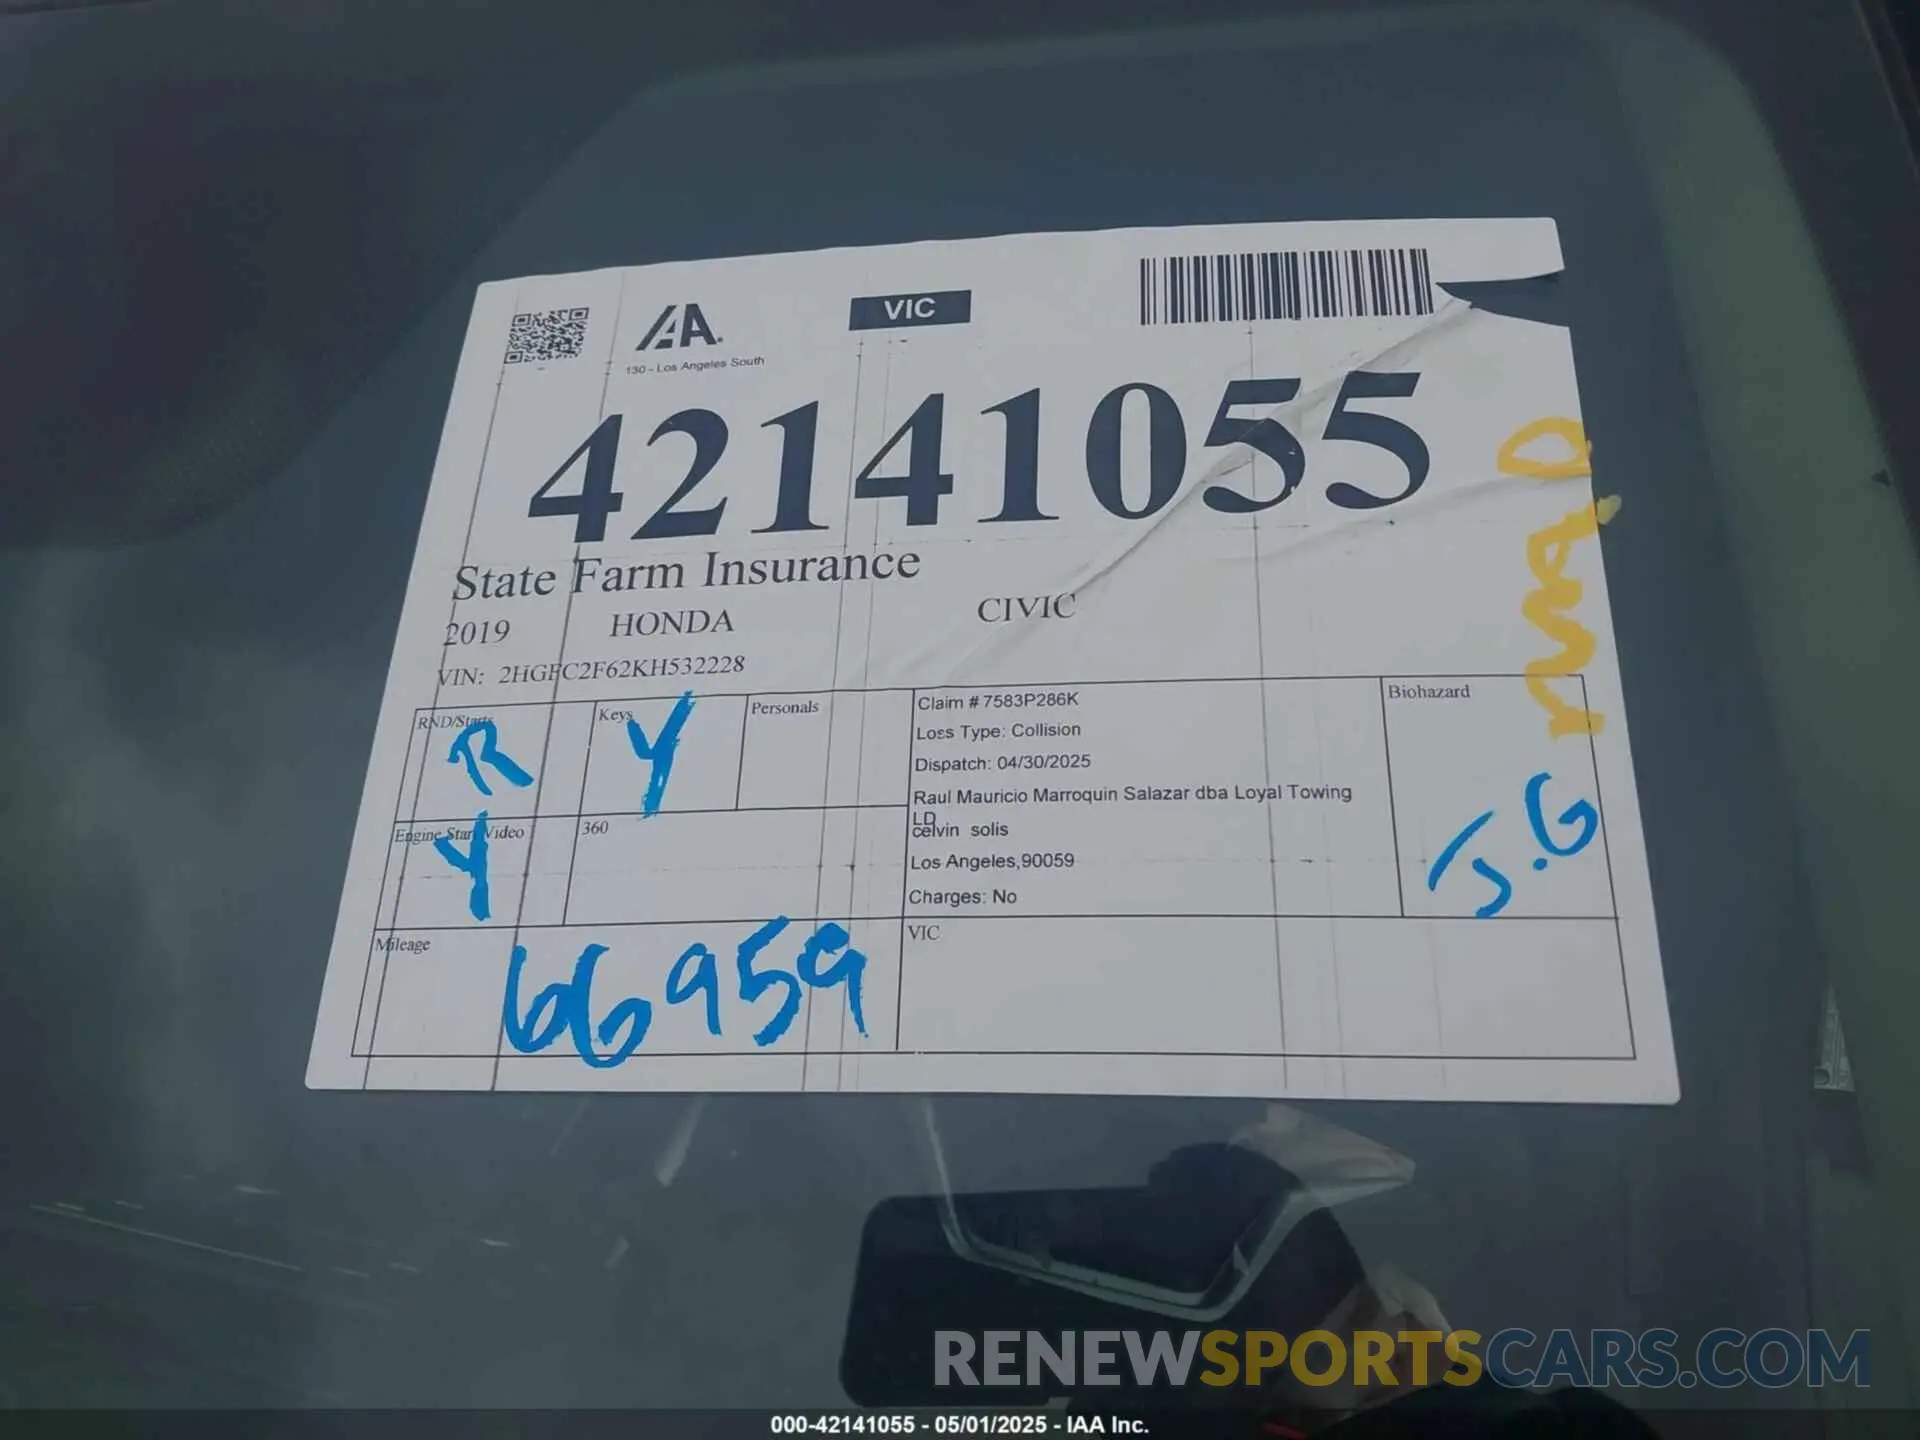 IAA.
VIC
130 - Los Angeles South
42141055
State Farm Insurance
2019 HONDA CIVIC
VIN: 2HGFC2F62KH532228
RND/Starts
R
Keys
Y
Personals
Claim # 7583P286K
Loss Type: Collision
Dispatch: 04/30/2025
Raul Mauricio Marroquin Salazar dba Loyal Towing
LD
celvin solis
Los Angeles,90059
Charges: No
Biohazard
J.G
Engine Start Video
Y
360
Mileage
66959
VIC
RENEWSPORTSCARS.COM
000-42141055 - 05/01/2025 - IAA Inc.